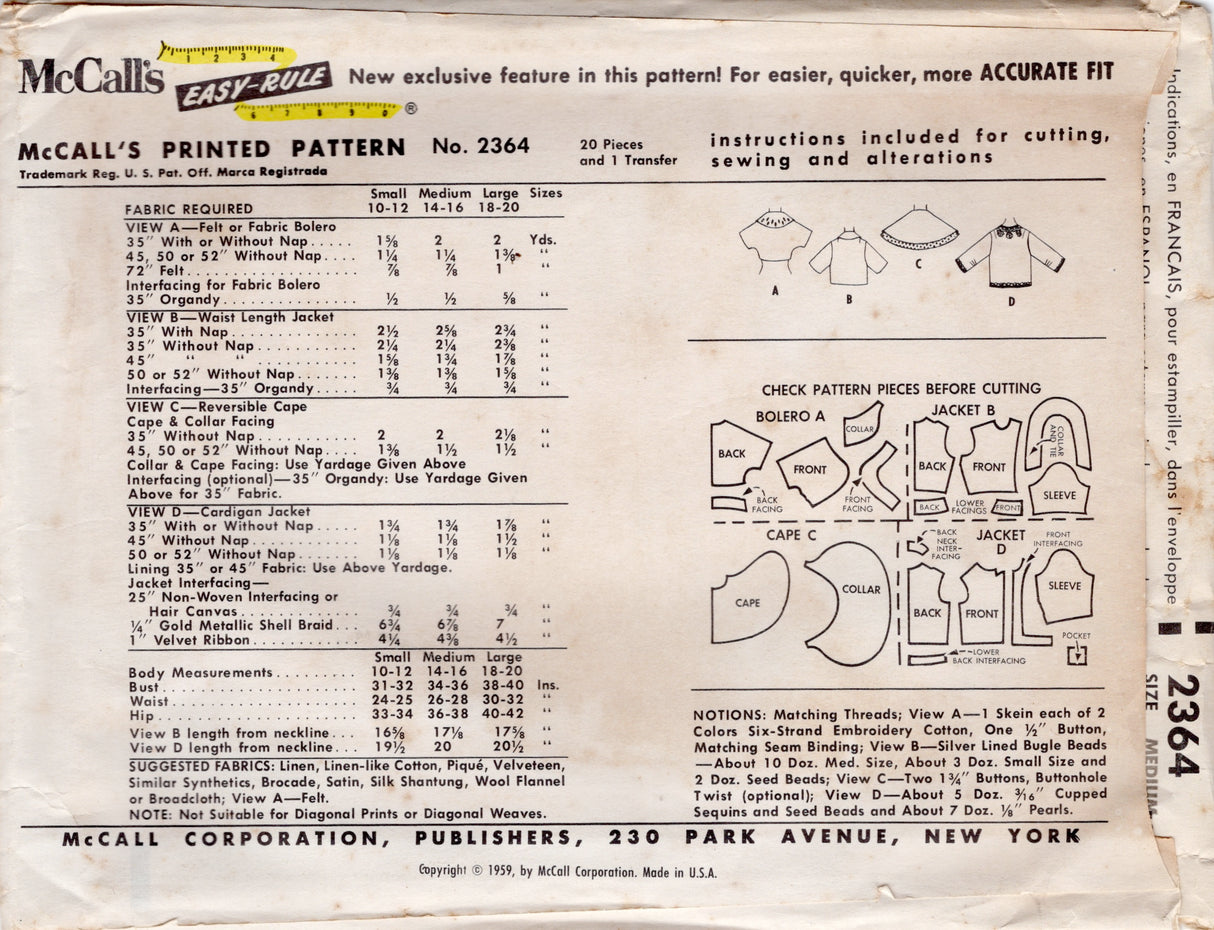 McCall's EASY-RULE ® New exclusive feature in this pattern! For easier, quicker, more ACCURATE FIT
1 2 3 4
6 7 8 9 0
McCALL'S PRINTED PATTERN No. 2364
Trademark Reg. U. S. Pat. Off. Marca Registrada
20 Pieces
and 1 Transfer
instructions included for cutting,
sewing and alterations
Small Medium Large Sizes
FABRIC REQUIRED 10-12 14-16 18-20
VIEW A—Felt or Fabric Bolero
35″ With or Without Nap..... 1⅝ 2 2 Yds.
45, 50 or 52″ Without Nap.... 1¼ 1¼ 1⅜ “
72″ Felt................... ⅞ ⅞ 1 “
Interfacing for Fabric Bolero
35″ Organdy............... ½ ½ ⅝ “
VIEW B—Waist Length Jacket
35″ With Nap.............. 2½ 2⅝ 2¾ “
35″ Without Nap........... 2¼ 2¼ 2⅜ “
45″ “ “ ........... 1⅝ 1¾ 1⅞ “
50 or 52″ Without Nap....... 1⅜ 1⅜ 1⅝ “
Interfacing—35″ Organdy..... ¾ ¾ ¾ “
VIEW C—Reversible Cape
Cape & Collar Facing
35″ Without Nap........... 2 2 2⅛ “
45, 50 or 52″ Without Nap.... 1⅜ 1½ 1½ “
Collar & Cape Facing: Use Yardage Given Above
Interfacing (optional)—35″ Organdy: Use Yardage Given
Above for 35″ Fabric.
VIEW D—Cardigan Jacket
35″ With or Without Nap..... 1¾ 1¾ 1⅞ “
45″ Without Nap........... 1⅛ 1⅛ 1½ “
50 or 52″ Without Nap....... 1⅛ 1⅛ 1⅛ “
Lining 35″ or 45″ Fabric: Use Above Yardage.
Jacket Interfacing—
25″ Non-Woven Interfacing or
Hair Canvas............. ¾ ¾ ¾ “
¼″ Gold Metallic Shell Braid... 6¾ 6⅞ 7 “
1″ Velvet Ribbon............ 4¼ 4⅜ 4½ “
Small Medium Large
Body Measurements......... 10-12 14-16 18-20
Bust...................... 31-32 34-36 38-40 Ins.
Waist..................... 24-25 26-28 30-32 “
Hip....................... 33-34 36-38 40-42 “
View B length from neckline... 16⅝ 17⅛ 17⅝ “
View D length from neckline... 19½ 20 20½ “
SUGGESTED FABRICS: Linen, Linen-like Cotton, Piqué, Velveteen,
Similar Synthetics, Brocade, Satin, Silk Shantung, Wool Flannel
or Broadcloth; View A—Felt.
NOTE: Not Suitable for Diagonal Prints or Diagonal Weaves.
A
B
C
D
CHECK PATTERN PIECES BEFORE CUTTING
BOLERO A
BACK
FRONT
COLLAR
BACK
FACING
FRONT
FACING
JACKET B
BACK
FRONT
COLLAR
AND TIE
SLEEVE
BACK
LOWER
FACINGS
FRONT
CAPE C
CAPE
COLLAR
JACKET
D
BACK
NECK
INTER-
FACING
FRONT
INTERFACING
BACK
FRONT
SLEEVE
LOWER
BACK INTERFACING
POCKET
NOTIONS: Matching Threads; View A—1 Skein each of 2
Colors Six-Strand Embroidery Cotton, One ½″ Button,
Matching Seam Binding; View B—Silver Lined Bugle Beads
—About 10 Doz. Med. Size, About 3 Doz. Small Size and
2 Doz. Seed Beads; View C—Two 1¾″ Buttons, Buttonhole
Twist (optional); View D—About 5 Doz. 3/16″ Cupped
Sequins and Seed Beads and About 7 Doz. ⅛″ Pearls.
McCALL CORPORATION, PUBLISHERS, 230 PARK AVENUE, NEW YORK
Copyright © 1959, by McCall Corporation. Made in U.S.A.
Indications, en FRANCAIS, pour estampiller, dans l'enveloppe
en ESPANOL
2364
SIZE MEDIUM